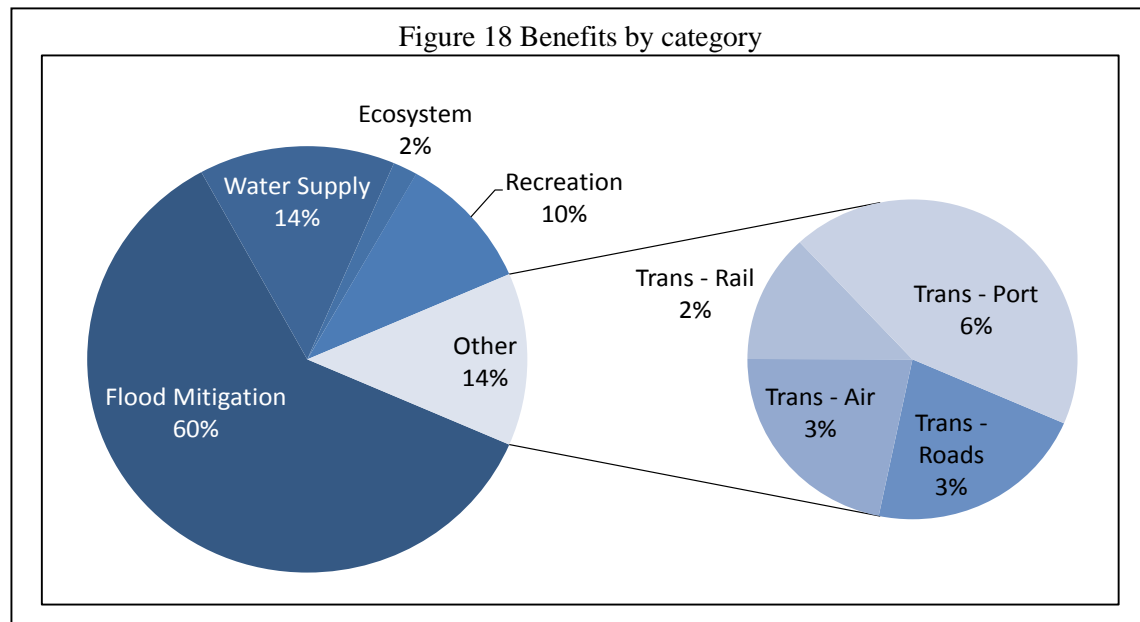 Figure 18 Benefits by category
Ecosystem
2%
Water Supply
14%
Recreation
10%
Other
14%
Flood Mitigation
60%
Trans - Rail
2%
Trans - Port
6%
Trans - Air
3%
Trans -
Roads
3%